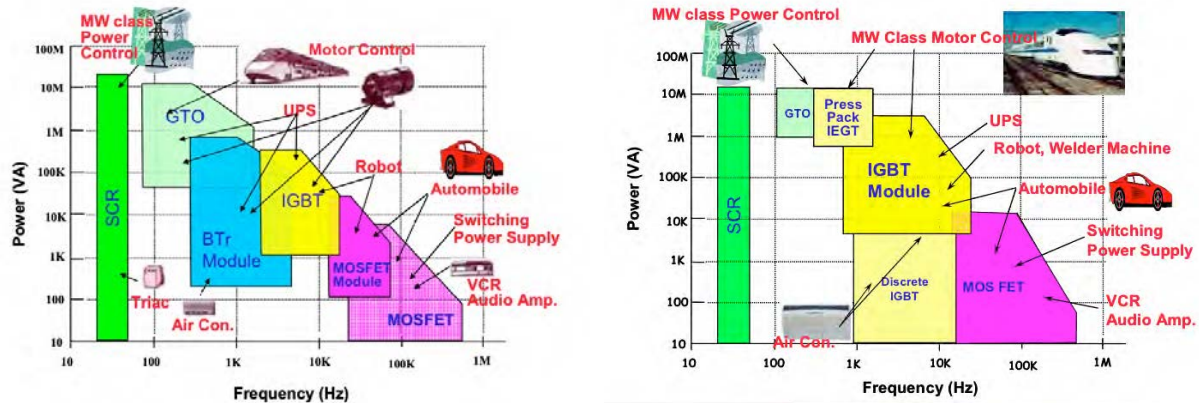 MW class
Power
Control
Motor Control
100M
10M
1M
100K
10K
1K
100
10
Power (VA)
SCR
GTO
UPS
BTr
Module
IGBT
Robot
Automobile
Switching
Power Supply
MOSFET
Module
VCR
Audio Amp.
MOSFET
Triac
Air Con.
10
100
1K
10K
100K
1M
Frequency (Hz)
MW class Power Control
MW Class Motor Control
100M
10M
1M
100K
10K
1K
100
10
Power (VA)
SCR
GTO
Press
Pack
IEGT
UPS
Robot, Welder Machine
IGBT
Module
Automobile
Switching
Power Supply
Discrete
IGBT
MOS FET
VCR
Audio Amp.
Air Con.
10
100
1K
10K
100K
1M
Frequency (Hz)